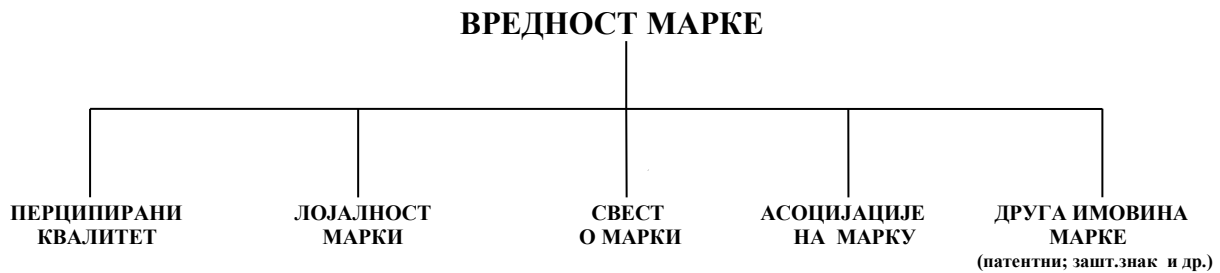 ВРЕДНОСТ МАРКЕ
ПЕРЦИПИРАНИ
КВАЛИТЕТ
ЛОЈАЛНОСТ
МАРКИ
СВЕСТ
О МАРКИ
АСОЦИЈАЦИЈЕ
НА МАРКУ
ДРУГА ИМОВИНА
МАРКЕ
(патентни; зашт.знак и др.)